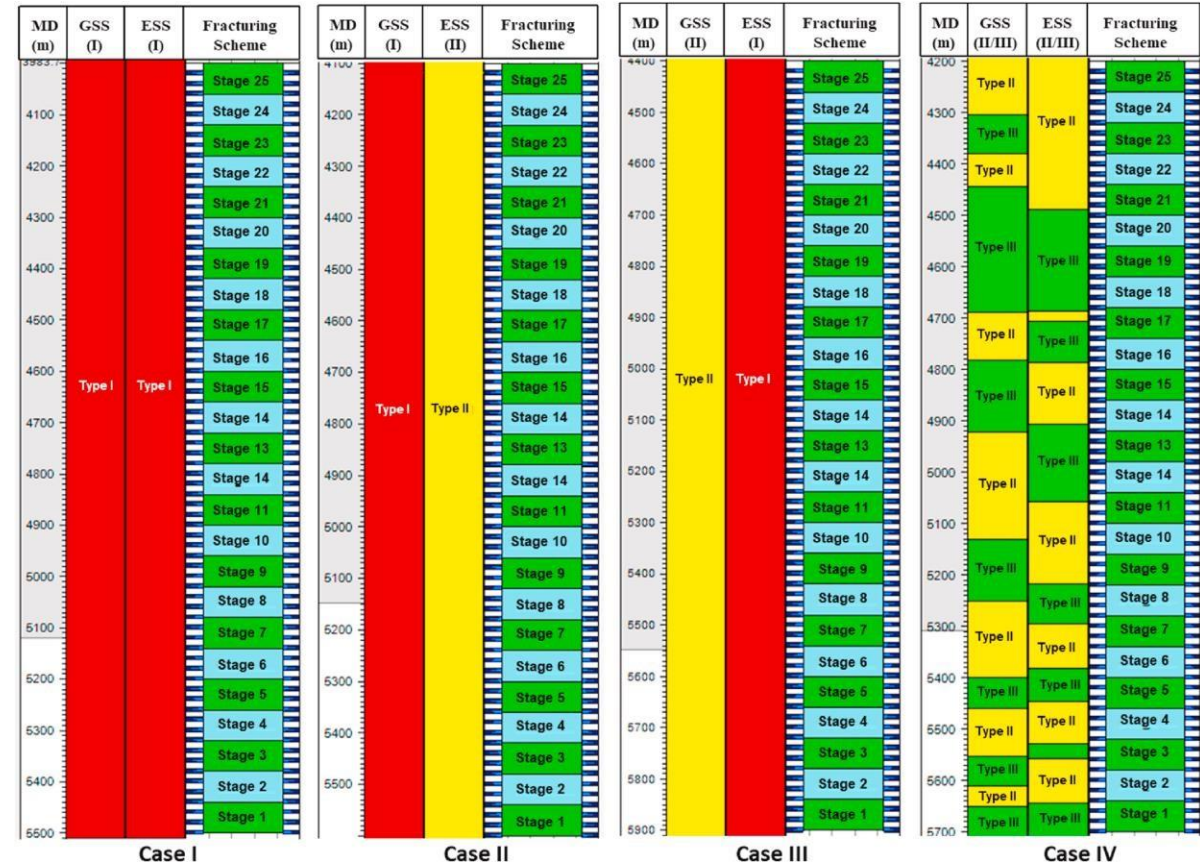 MD
(m)
GSS
(I)
ESS
(I)
Fracturing
Scheme
3983.7
4100
4200
4300
4400
4500
4600
4700
4800
4900
5000
5100
5200
5300
5400
5500
Type I
Type I
Stage 25
Stage 24
Stage 23
Stage 22
Stage 21
Stage 20
Stage 19
Stage 18
Stage 17
Stage 16
Stage 15
Stage 14
Stage 13
Stage 14
Stage 11
Stage 10
Stage 9
Stage 8
Stage 7
Stage 6
Stage 5
Stage 4
Stage 3
Stage 2
Stage 1
Case I
MD
(m)
GSS
(I)
ESS
(II)
Fracturing
Scheme
4100
4200
4300
4400
4500
4600
4700
4800
4900
5000
5100
5200
5300
5400
5500
Type I
Type II
Stage 25
Stage 24
Stage 23
Stage 22
Stage 21
Stage 20
Stage 19
Stage 18
Stage 17
Stage 16
Stage 15
Stage 14
Stage 13
Stage 14
Stage 11
Stage 10
Stage 9
Stage 8
Stage 7
Stage 6
Stage 5
Stage 4
Stage 3
Stage 2
Stage 1
Case II
MD
(m)
GSS
(II)
ESS
(I)
Fracturing
Scheme
4400
4500
4600
4700
4800
4900
5000
5100
5200
5300
5400
5500
5600
5700
5800
5900
Type II
Type I
Stage 25
Stage 24
Stage 23
Stage 22
Stage 21
Stage 20
Stage 19
Stage 18
Stage 17
Stage 16
Stage 15
Stage 14
Stage 13
Stage 14
Stage 11
Stage 10
Stage 9
Stage 8
Stage 7
Stage 6
Stage 5
Stage 4
Stage 3
Stage 2
Stage 1
Case III
MD
(m)
GSS
(II/III)
ESS
(II/III)
Fracturing
Scheme
4200
4300
4400
4500
4600
4700
4800
4900
5000
5100
5200
5300
5400
5500
5600
5700
Type II
Type III
Type II
Type III
Type II
Type III
Type II
Type III
Type II
Type III
Type II
Type III
Type II
Type III
Type II
Type III
Type III
Type II
Type III
Type II
Type III
Type II
Type III
Type II
Type II
Type III
Stage 25
Stage 24
Stage 23
Stage 22
Stage 21
Stage 20
Stage 19
Stage 18
Stage 17
Stage 16
Stage 15
Stage 14
Stage 13
Stage 14
Stage 11
Stage 10
Stage 9
Stage 8
Stage 7
Stage 6
Stage 5
Stage 4
Stage 3
Stage 2
Stage 1
Case IV